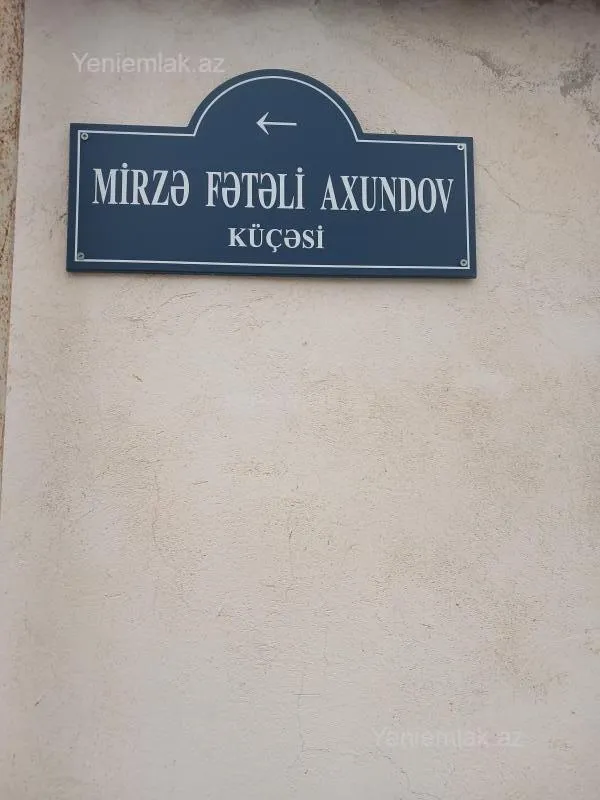 Yeniemlak.az
←
MİRZƏ FƏTƏLİ AXUNDOV
KÜÇƏSİ
Yeniemlak.az